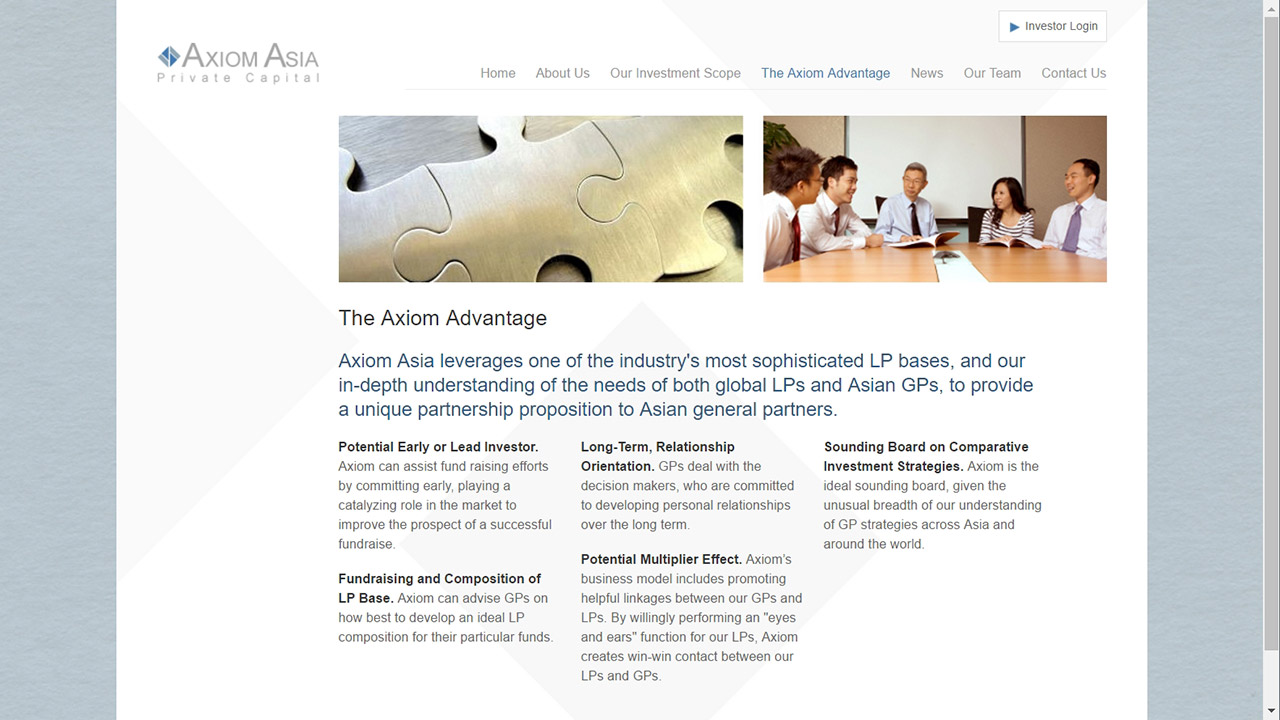 Investor Login
AXIOM ASIA
Private Capital
Home About Us Our Investment Scope The Axiom Advantage News Our Team Contact Us
The Axiom Advantage
Axiom Asia leverages one of the industry's most sophisticated LP bases, and our
in-depth understanding of the needs of both global LPs and Asian GPs, to provide
a unique partnership proposition to Asian general partners.
Potential Early or Lead Investor.
Axiom can assist fund raising efforts
by committing early, playing a
catalyzing role in the market to
improve the prospect of a successful
fundraise.
Fundraising and Composition of
LP Base. Axiom can advise GPs on
how best to develop an ideal LP
composition for their particular funds.
Long-Term, Relationship
Orientation. GPs deal with the
decision makers, who are committed
to developing personal relationships
over the long term.
Potential Multiplier Effect. Axiom's
business model includes promoting
helpful linkages between our GPs and
LPs. By willingly performing an "eyes
and ears" function for our LPs, Axiom
creates win-win contact between our
LPs and GPs.
Sounding Board on Comparative
Investment Strategies. Axiom is the
ideal sounding board, given the
unusual breadth of our understanding
of GP strategies across Asia and
around the world.